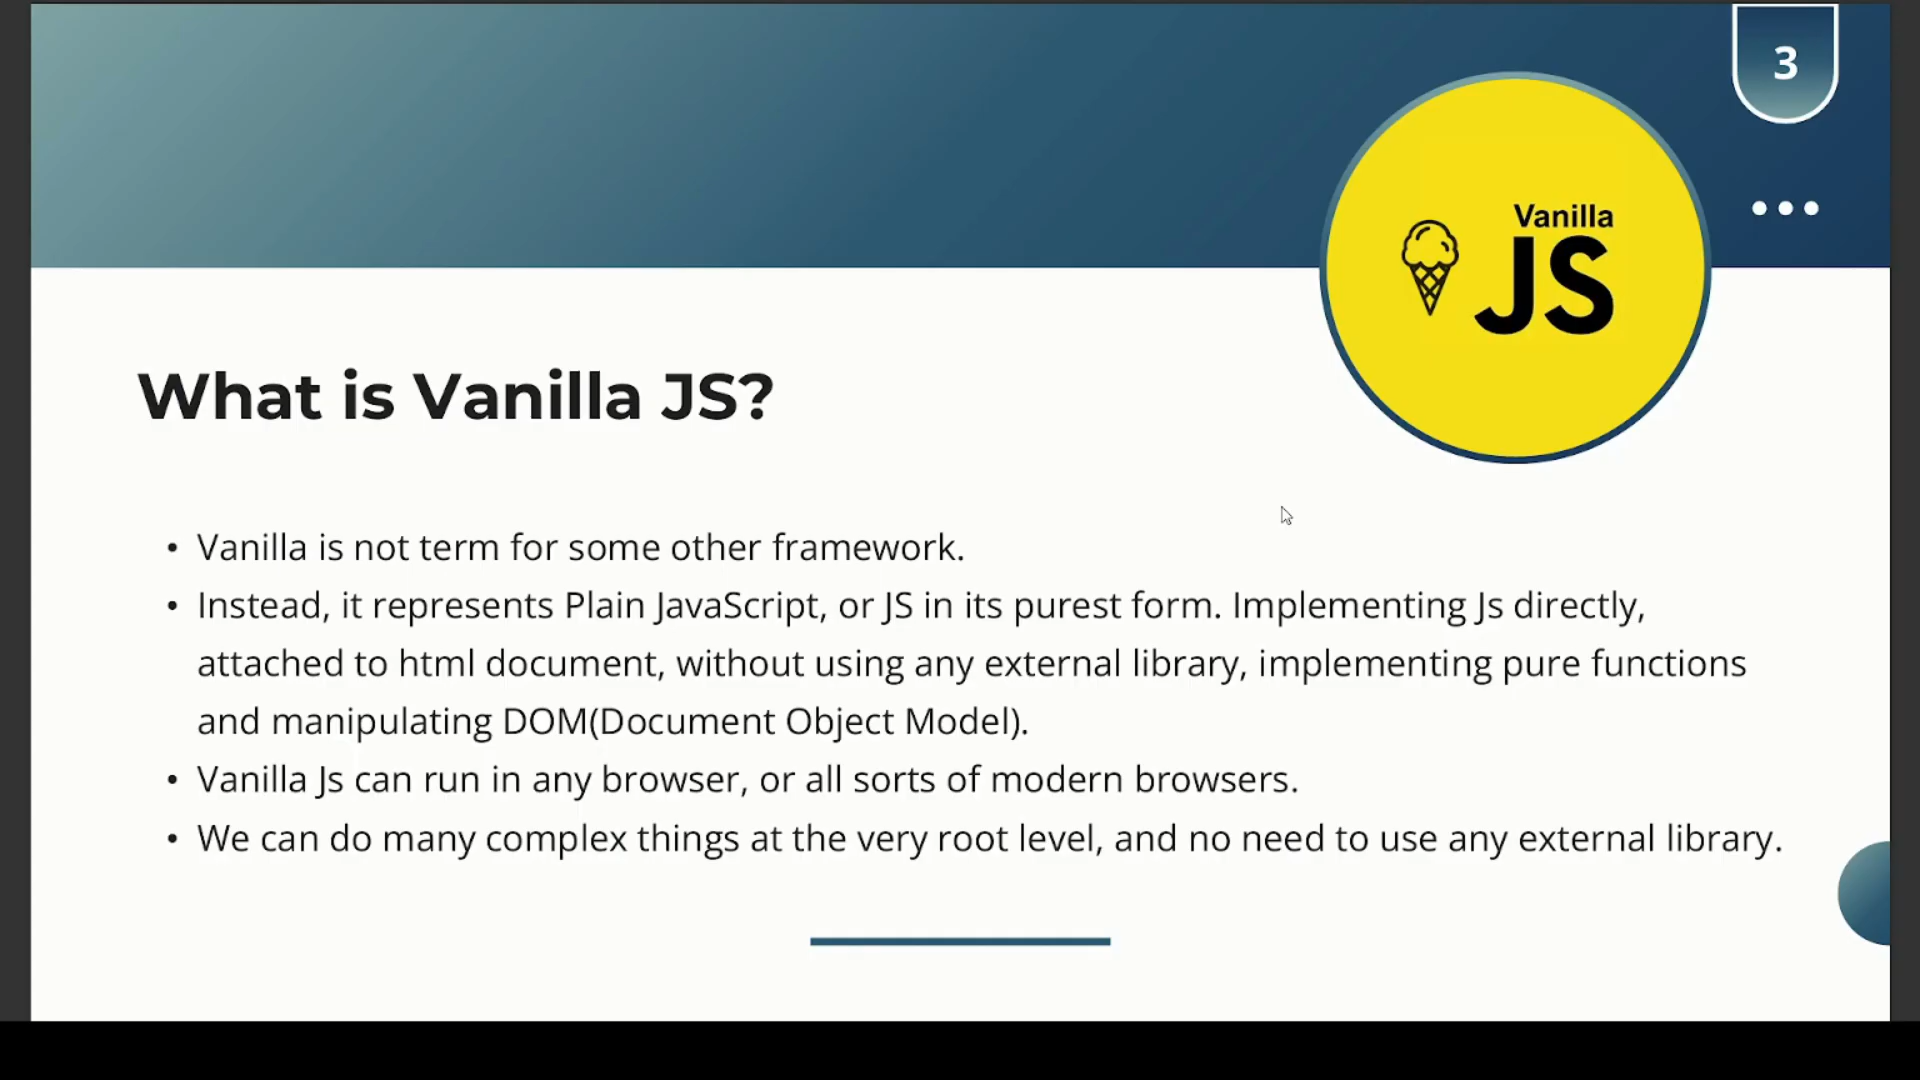 3
Vanilla
JS
What is Vanilla JS?
• Vanilla is not term for some other framework.
• Instead, it represents Plain JavaScript, or JS in its purest form. Implementing Js directly,
attached to html document, without using any external library, implementing pure functions
and manipulating DOM(Document Object Model).
• Vanilla Js can run in any browser, or all sorts of modern browsers.
• We can do many complex things at the very root level, and no need to use any external library.